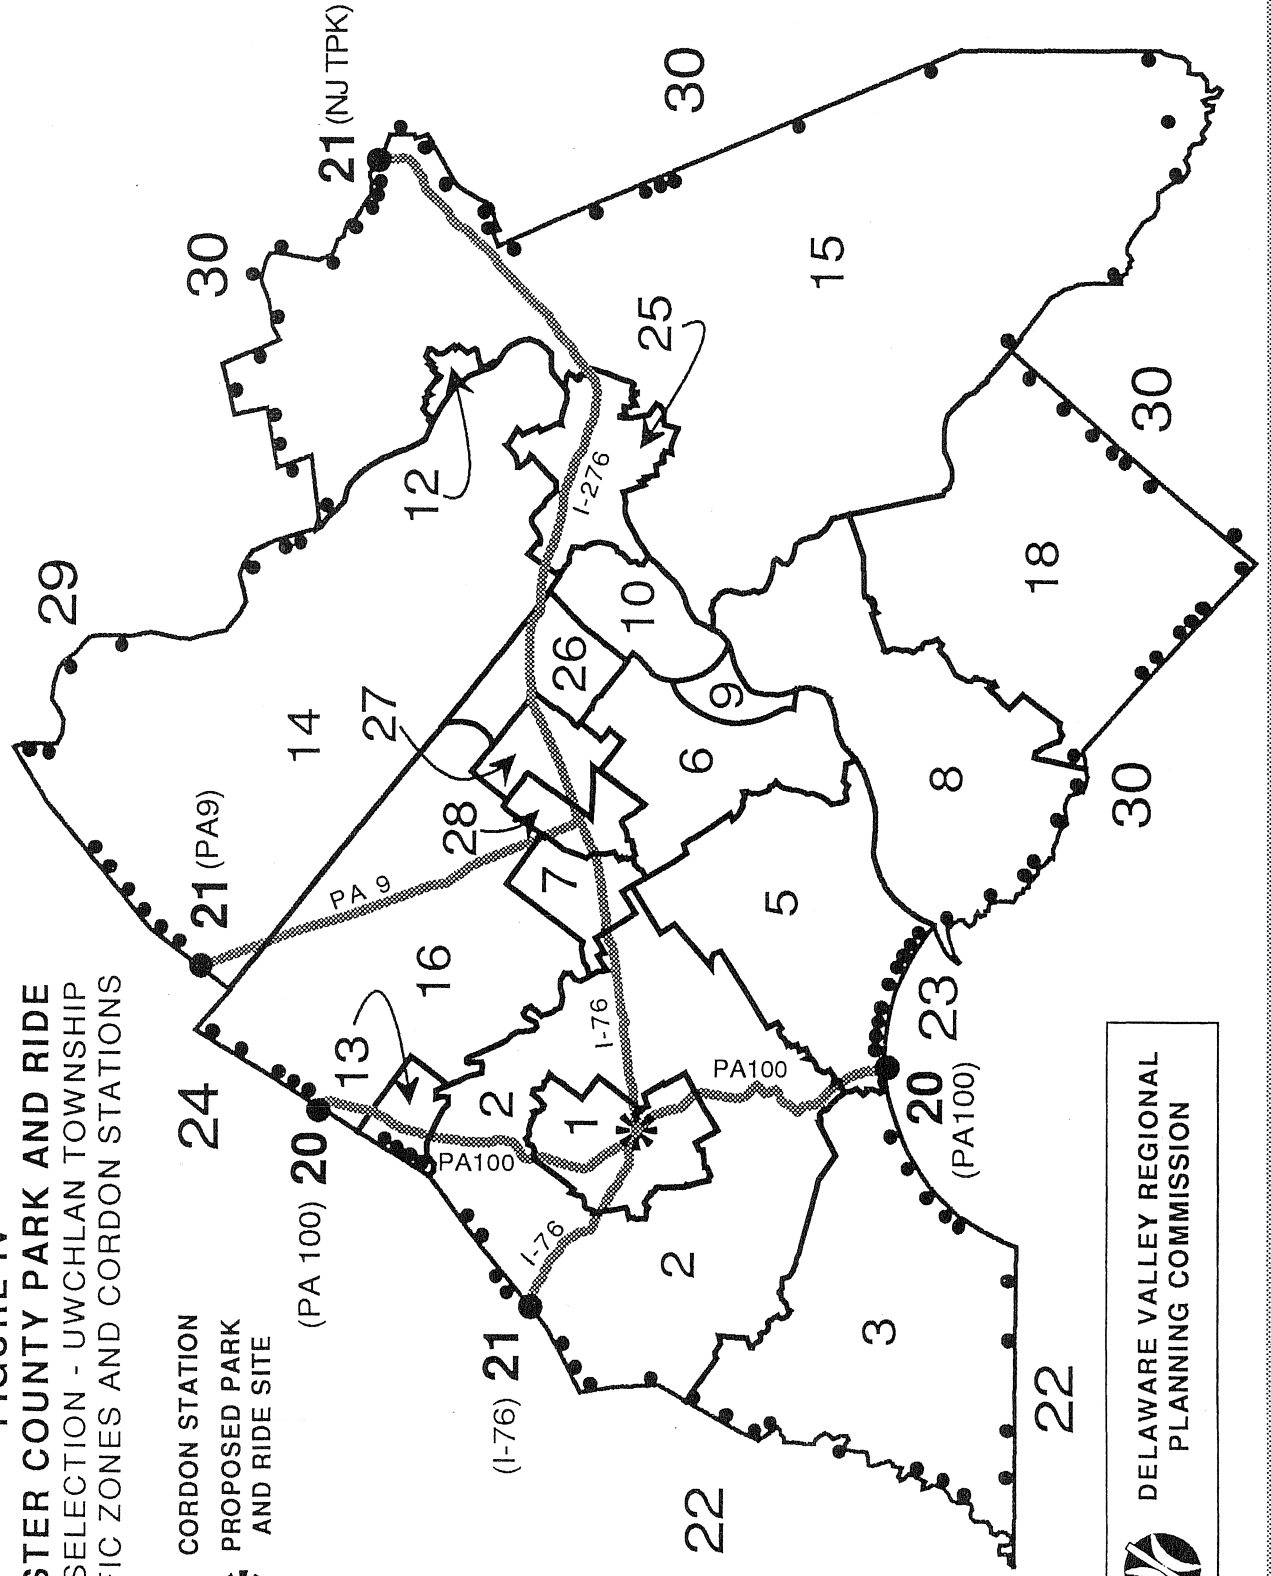 STER COUNTY PARK AND RIDE
SELECTION - UWCHLAN TOWNSHIP
IC ZONES AND CORDON STATIONS
CORDON STATION
PROPOSED PARK
AND RIDE SITE
22
22
21
(I-76)
20
(PA 100)
24
13
16
2
1
2
3
I-76
PA100
I-76
PA100
20
(PA100)
23
21 (PA9)
PA 9
29
14
27
28
7
26
6
5
9
10
8
12
I-276
25
18
15
30
30
30
30
21 (NJ TPK)
DELAWARE VALLEY REGIONAL
PLANNING COMMISSION